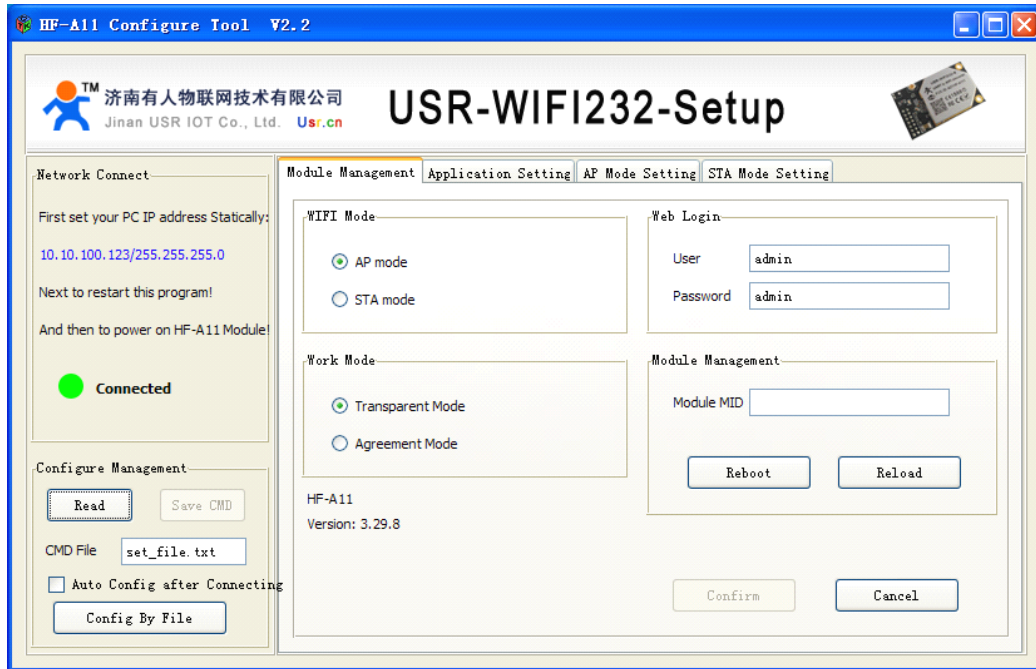 HF-A11 Configure Tool V2.2
TM
济南有人物联网技术有限公司
Jinan USR IOT Co., Ltd. Usr.cn
USR-WIFI232-Setup
Network Connect
First set your PC IP address Statically:
10.10.100.123/255.255.255.0
Next to restart this program!
And then to power on HF-A11 Module!
Connected
Configure Management
Read
Save CMD
CMD File
set_file.txt
Auto Config after Connecting
Config By File
Module Management
Application Setting
AP Mode Setting
STA Mode Setting
WIFI Mode
AP mode
STA mode
Web Login
User
admin
Password
admin
Work Mode
Transparent Mode
Agreement Mode
Module Management
Module MID
Reboot
Reload
HF-A11
Version: 3.29.8
Confirm
Cancel